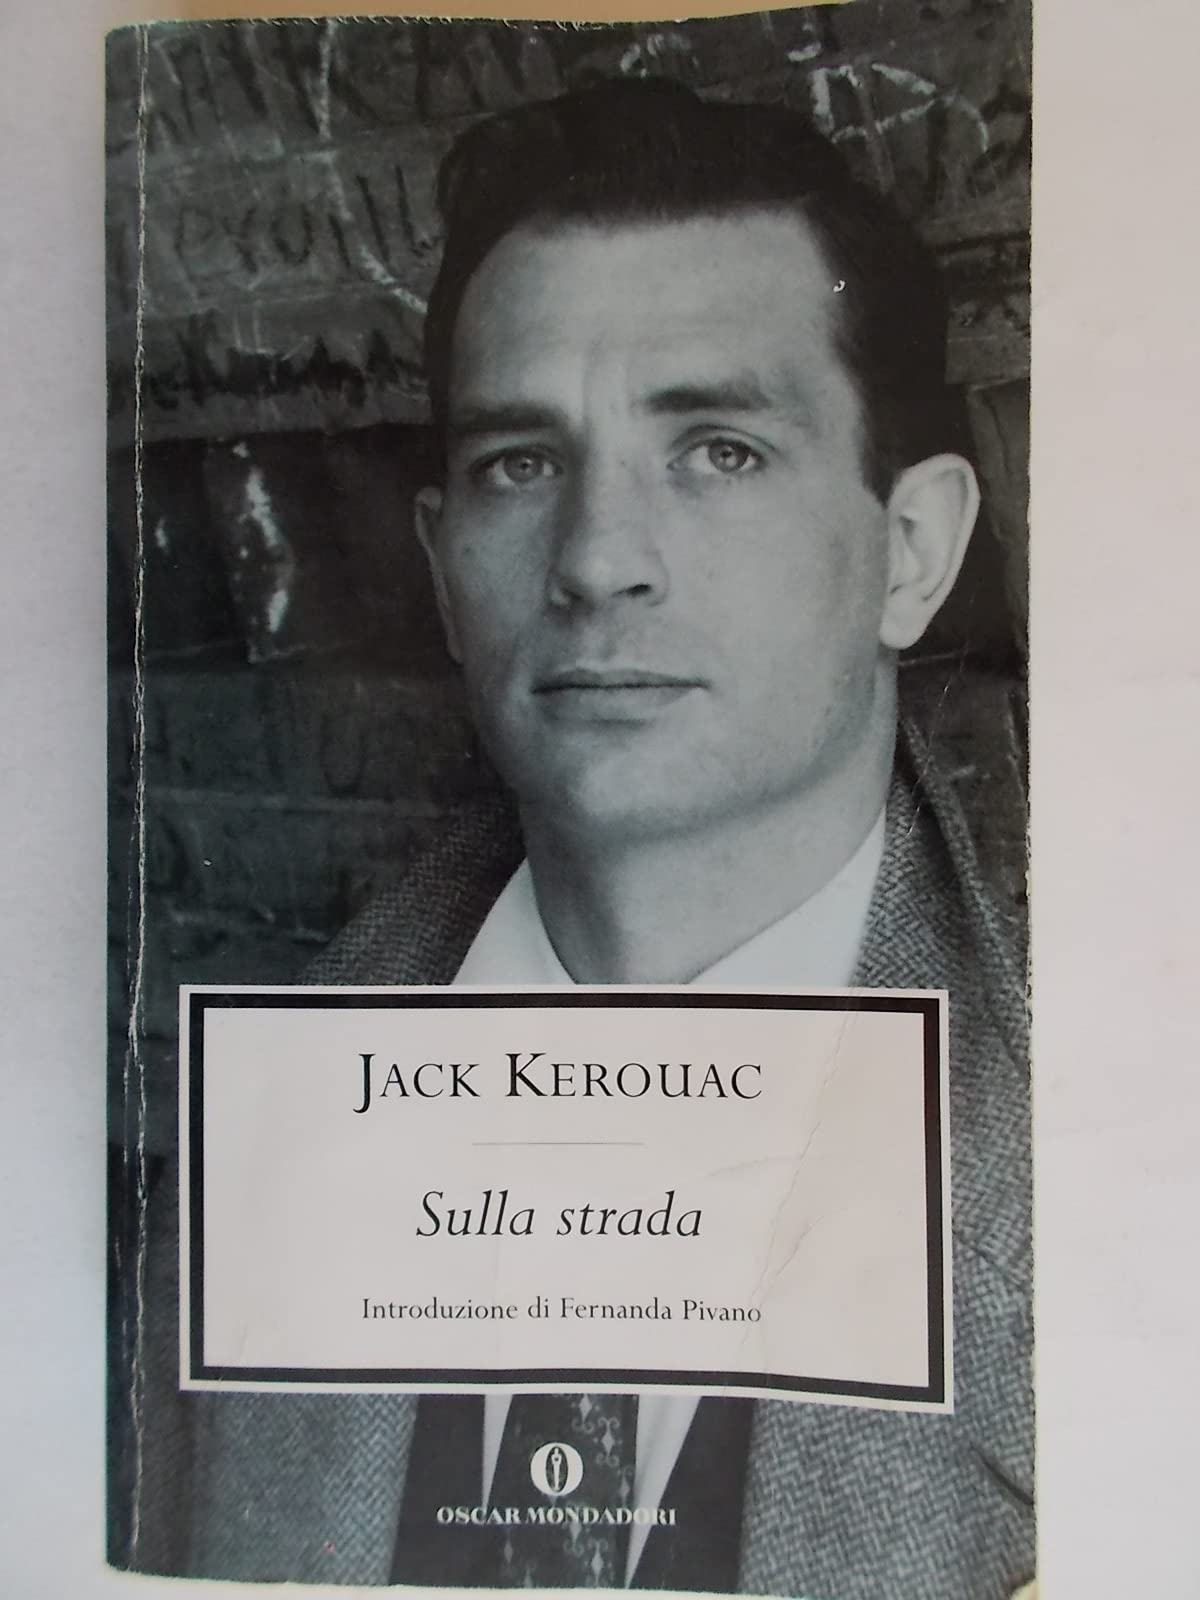 JACK KEROUAC
Sulla strada
Introduzione di Fernanda Pivano
OSCAR MONDADORI